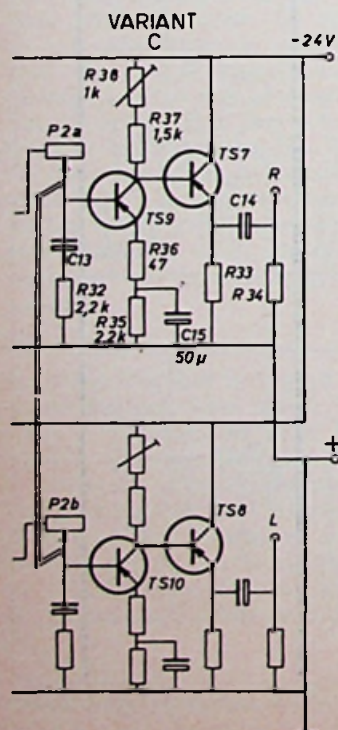 VARIANT
C
-24V
R38
1k
R37
1,5k
P2a
TS7
R
TS9
C14
C13
R36
47
R33
R32
2,2k
R34
R35
2,2k
C15
50 µ
+
TS8
L
P2b
TS10